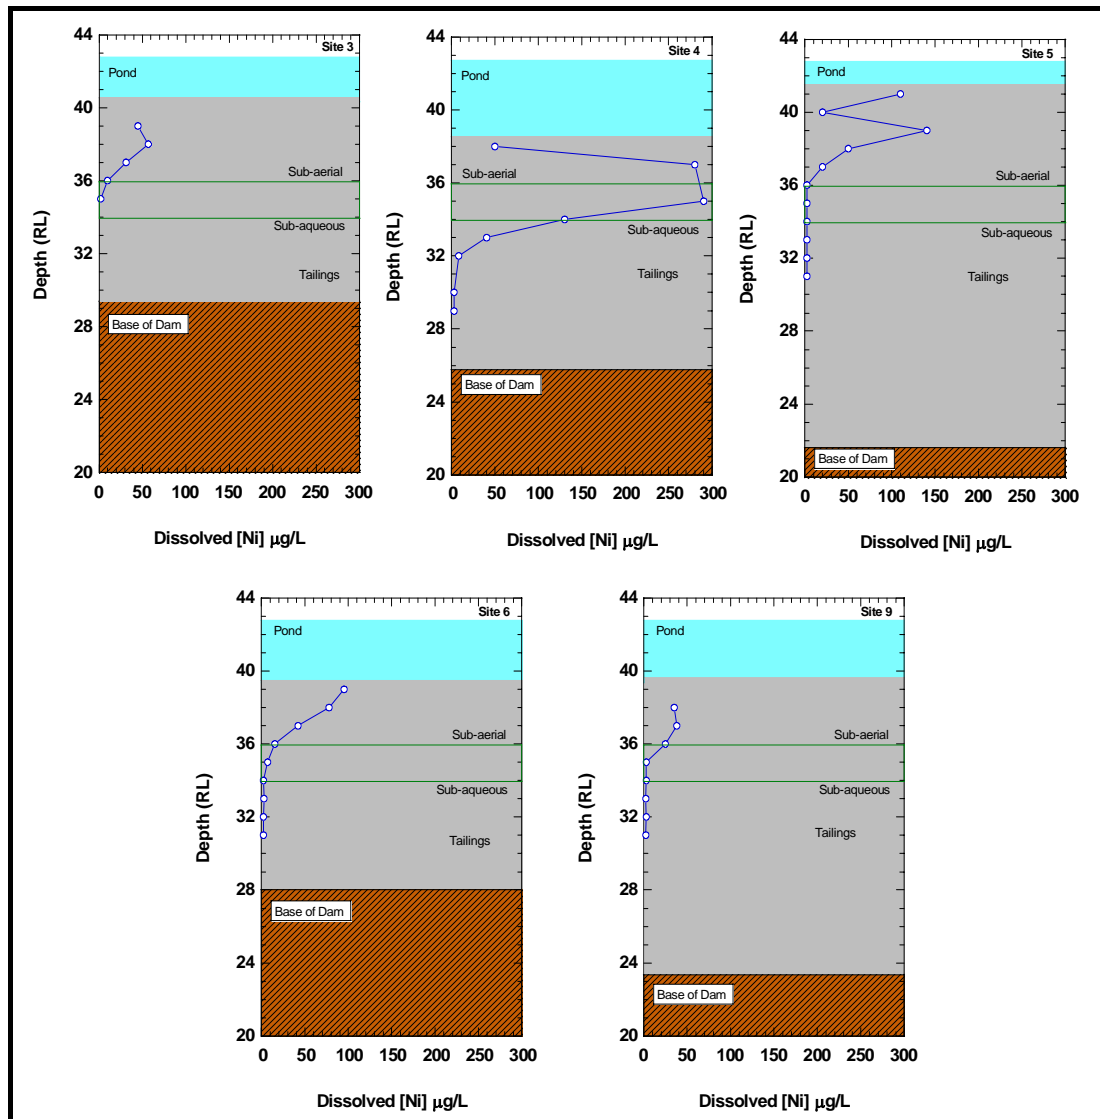 Site 3
44
40
36
32
28
24
20
Depth (RL)
Pond
Sub-aerial
Sub-aqueous
Tailings
Base of Dam
0 50 100 150 200 250 300
Dissolved [Ni] µg/L
Site 4
44
40
36
32
28
24
20
Depth (RL)
Sub-aerial
Sub-aqueous
Tailings
Base of Dam
0 50 100 150 200 250 300
Dissolved [Ni] µg/L
Site 5
44
40
36
32
28
24
20
Depth (RL)
Pond
Sub-aerial
Sub-aqueous
Tailings
Base of Dam
0 50 100 150 200 250 300
Dissolved [Ni] µg/L
Site 6
44
40
36
32
28
24
20
Depth (RL)
Pond
Sub-aerial
Sub-aqueous
Tailings
Base of Dam
0 50 100 150 200 250 300
Dissolved [Ni] µg/L
Site 9
44
40
36
32
28
24
20
Depth (RL)
Pond
Sub-aerial
Sub-aqueous
Tailings
Base of Dam
0 50 100 150 200 250 300
Dissolved [Ni] µg/L